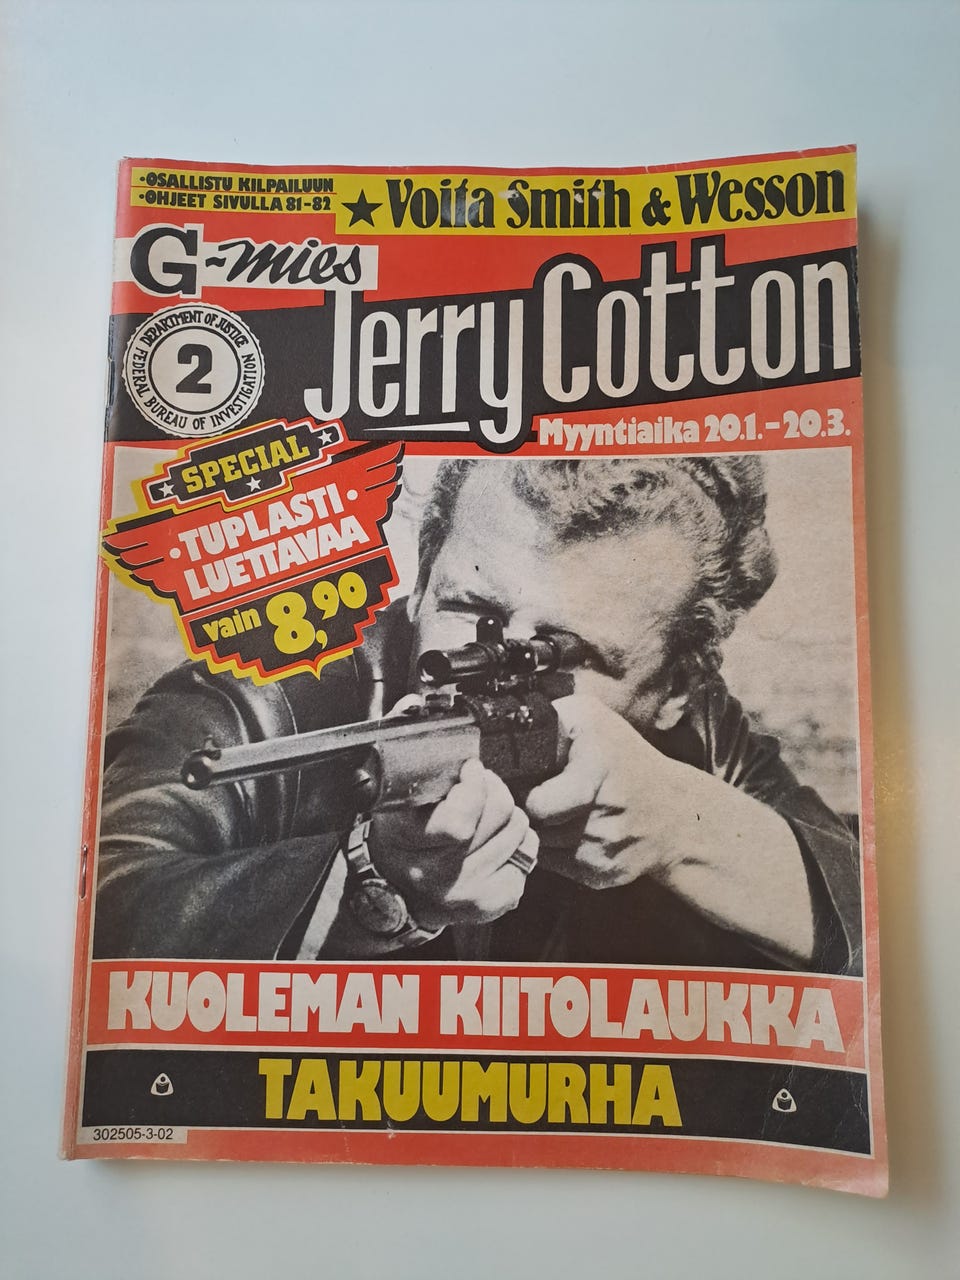 •OSALLISTU KILPAILUUN
•OHJEET SIVULLA 81-82
★Voita Smith & Wesson
G-mies
Jerry Cotton
DEPARTMENT OF JUSTICE
FEDERAL BUREAU OF INVESTIGATION
2
Myyntiaika 20.1.-20.3.
SPECIAL
•TUPLASTI•
LUETTAVAA
vain 8,90
KUOLEMAN KIITOLAUKKA
TAKUUMURHA
302505-3-02